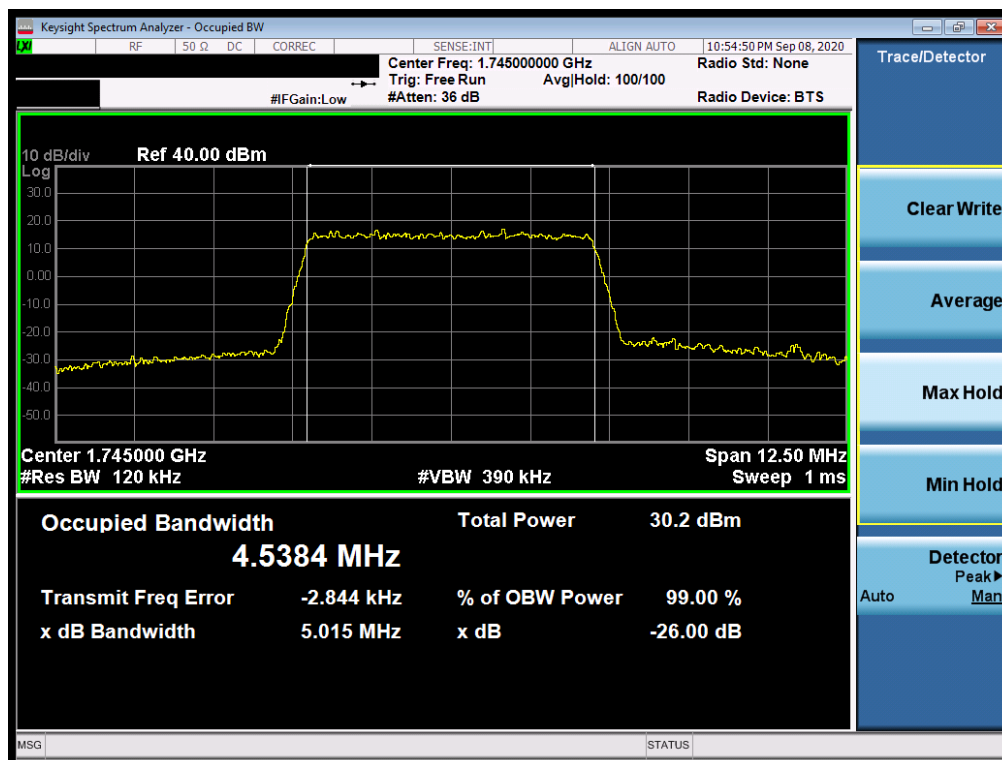 Keysight Spectrum Analyzer - Occupied BW
LXI RF 50 Ω DC CORREC SENSE:INT ALIGN AUTO 10:54:50 PM Sep 08, 2020
Center Freq: 1.745000000 GHz Radio Std: None
Trig: Free Run Avg|Hold: 100/100
#IFGain:Low #Atten: 36 dB Radio Device: BTS
Trace/Detector
10 dB/div Ref 40.00 dBm
Log
30.0
20.0
10.0
0.00
-10.0
-20.0
-30.0
-40.0
-50.0
Center 1.745000 GHz Span 12.50 MHz
#Res BW 120 kHz #VBW 390 kHz Sweep 1 ms
Occupied Bandwidth Total Power 30.2 dBm
4.5384 MHz
Transmit Freq Error -2.844 kHz % of OBW Power 99.00 %
x dB Bandwidth 5.015 MHz x dB -26.00 dB
Clear Write
Average
Max Hold
Min Hold
Detector
Peak▶
Auto Man
MSG STATUS